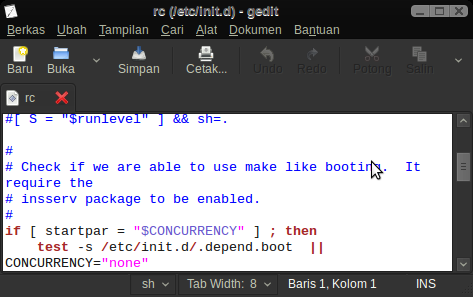 rc (/etc/init.d) - gedit
Berkas Ubah Tampilan Cari Alat Dokumen Bantuan
Baru Buka Simpan Cetak... Undo Redo Potong Salin
rc
#[ S = "$runlevel" ] && sh=.
#
# Check if we are able to use make like booting.  It
require the
# insserv package to be enabled.
#
if [ startpar = "$CONCURRENCY" ] ; then
    test -s /etc/init.d/.depend.boot  ||
CONCURRENCY="none"
sh Tab Width: 8 Baris 1, Kolom 1 INS